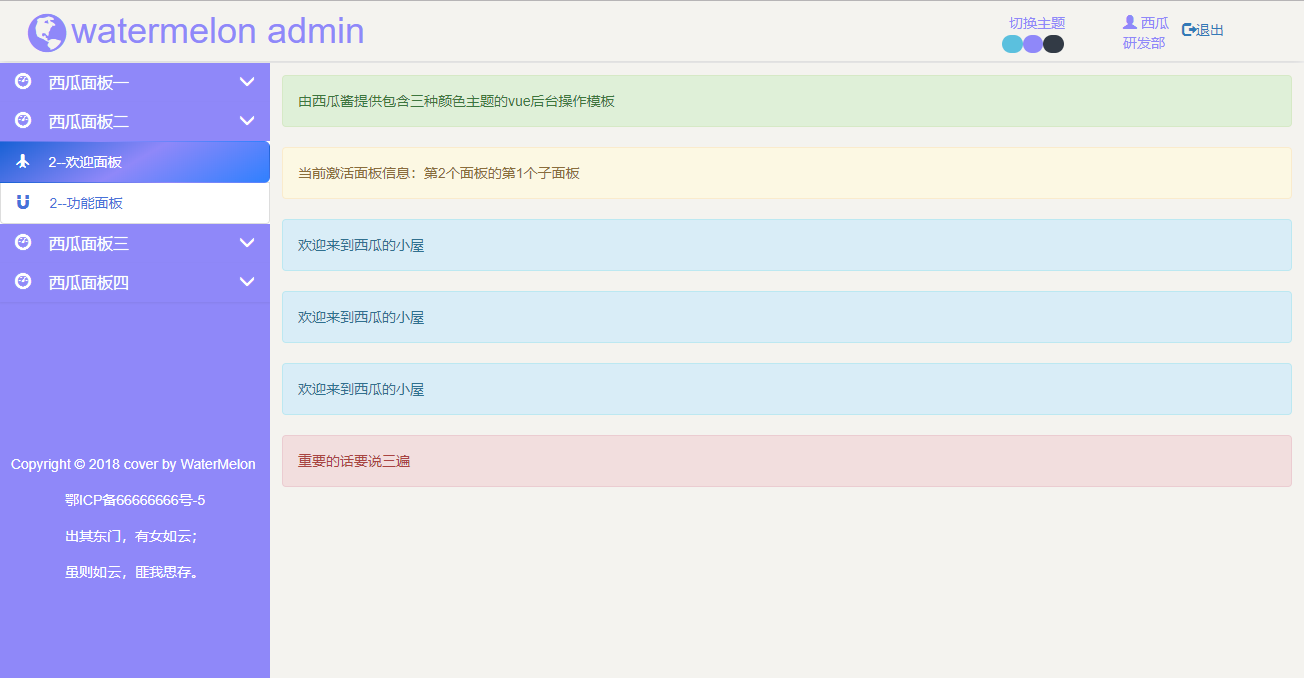 watermelon admin
切换主题
西瓜
研发部
退出
西瓜面板一
西瓜面板二
2--欢迎面板
2--功能面板
西瓜面板三
西瓜面板四
Copyright © 2018 cover by WaterMelon
鄂ICP备66666666号-5
出其东门，有女如云；
虽则如云，匪我思存。
由西瓜酱提供包含三种颜色主题的vue后台操作模板
当前激活面板信息：第2个面板的第1个子面板
欢迎来到西瓜的小屋
欢迎来到西瓜的小屋
欢迎来到西瓜的小屋
重要的话要说三遍